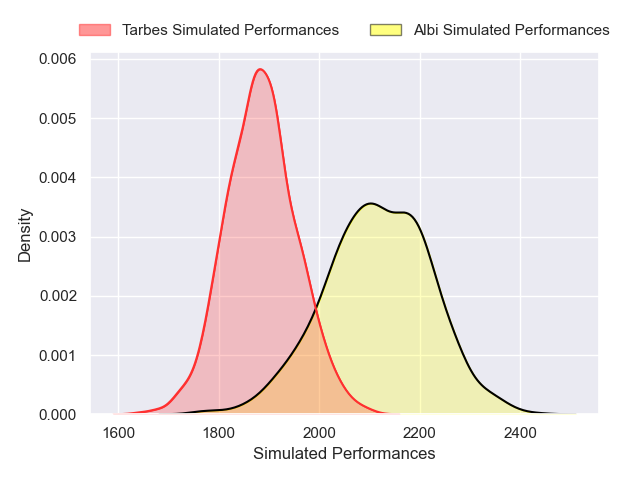 Tarbes Simulated Performances Albi Simulated Performances
0.006
0.005
0.004
0.003
0.002
0.001
0.000
Density
1600 1800 2000 2200 2400
Simulated Performances